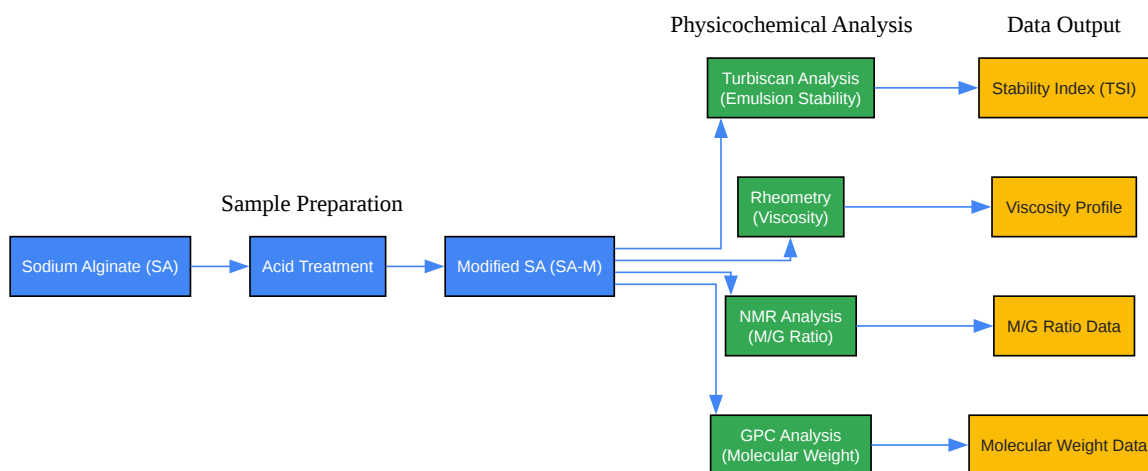 Physicochemical Analysis
Data Output
Turbiscan Analysis
(Emulsion Stability)
Stability Index (TSI)
Sample Preparation
Rheometry
(Viscosity)
Viscosity Profile
Sodium Alginate (SA)
Acid Treatment
Modified SA (SA-M)
NMR Analysis
(M/G Ratio)
M/G Ratio Data
GPC Analysis
(Molecular Weight)
Molecular Weight Data